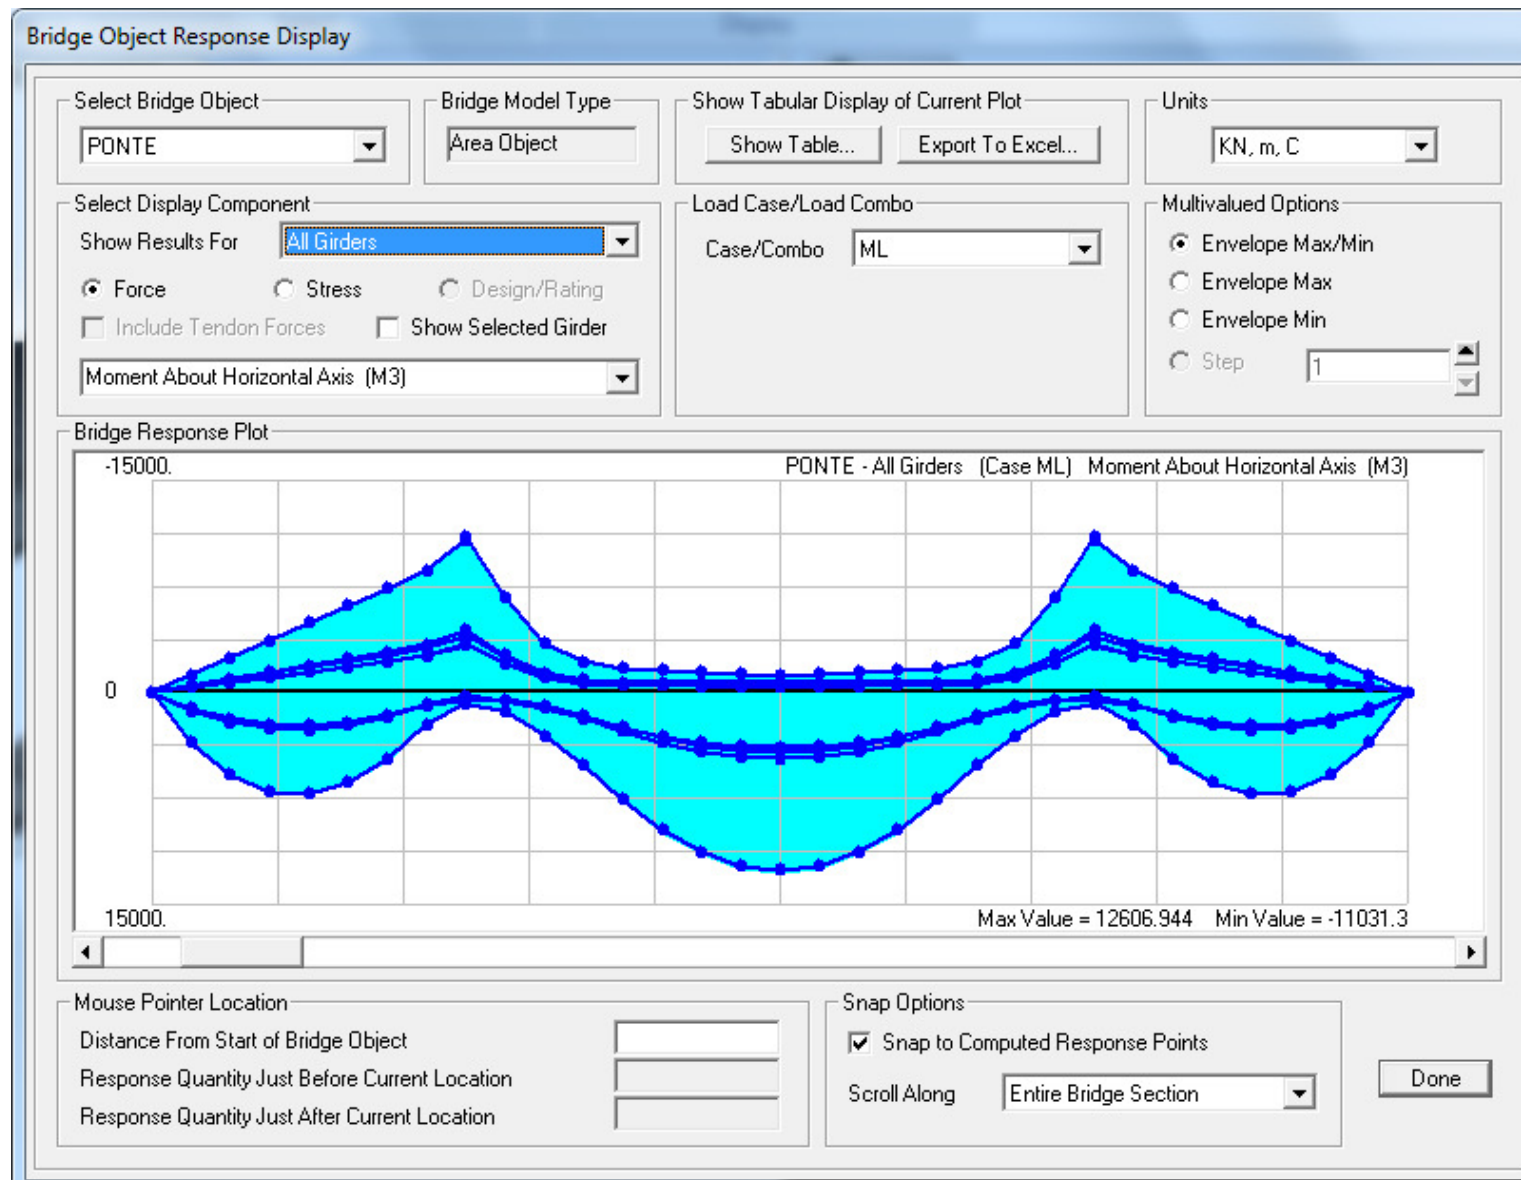 Bridge Object Response Display
Select Bridge Object
PONTE
Bridge Model Type
Area Object
Show Tabular Display of Current Plot
Show Table...
Export To Excel...
Units
KN, m, C
Select Display Component
Show Results For
All Girders
Force
Stress
Design/Rating
Include Tendon Forces
Show Selected Girder
Moment About Horizontal Axis (M3)
Load Case/Load Combo
Case/Combo
ML
Multivalued Options
Envelope Max/Min
Envelope Max
Envelope Min
Step
1
Bridge Response Plot
-15000.
PONTE - All Girders (Case ML) Moment About Horizontal Axis (M3)
0
15000.
Max Value = 12606.944 Min Value = -11031.3
Mouse Pointer Location
Distance From Start of Bridge Object
Response Quantity Just Before Current Location
Response Quantity Just After Current Location
Snap Options
Snap to Computed Response Points
Scroll Along
Entire Bridge Section
Done